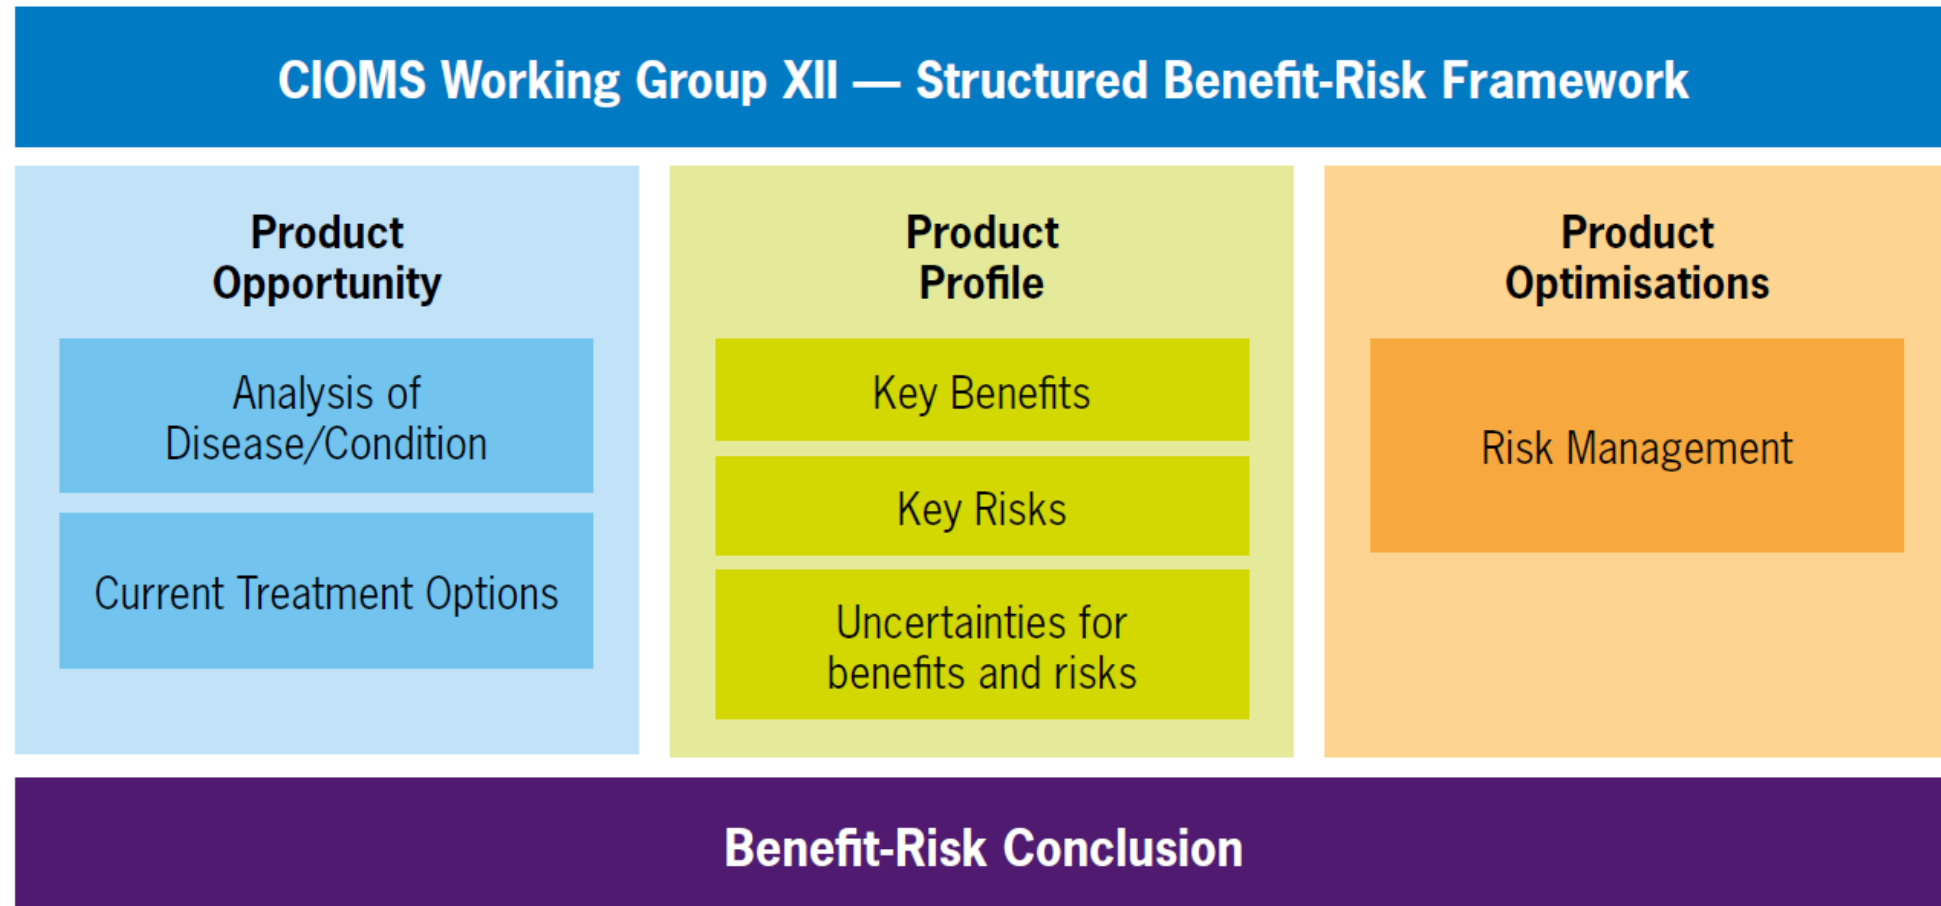 CIOMS Working Group XII — Structured Benefit-Risk Framework
Product
Opportunity
Analysis of
Disease/Condition
Current Treatment Options
Product
Profile
Key Benefits
Key Risks
Uncertainties for
benefits and risks
Product
Optimisations
Risk Management
Benefit-Risk Conclusion